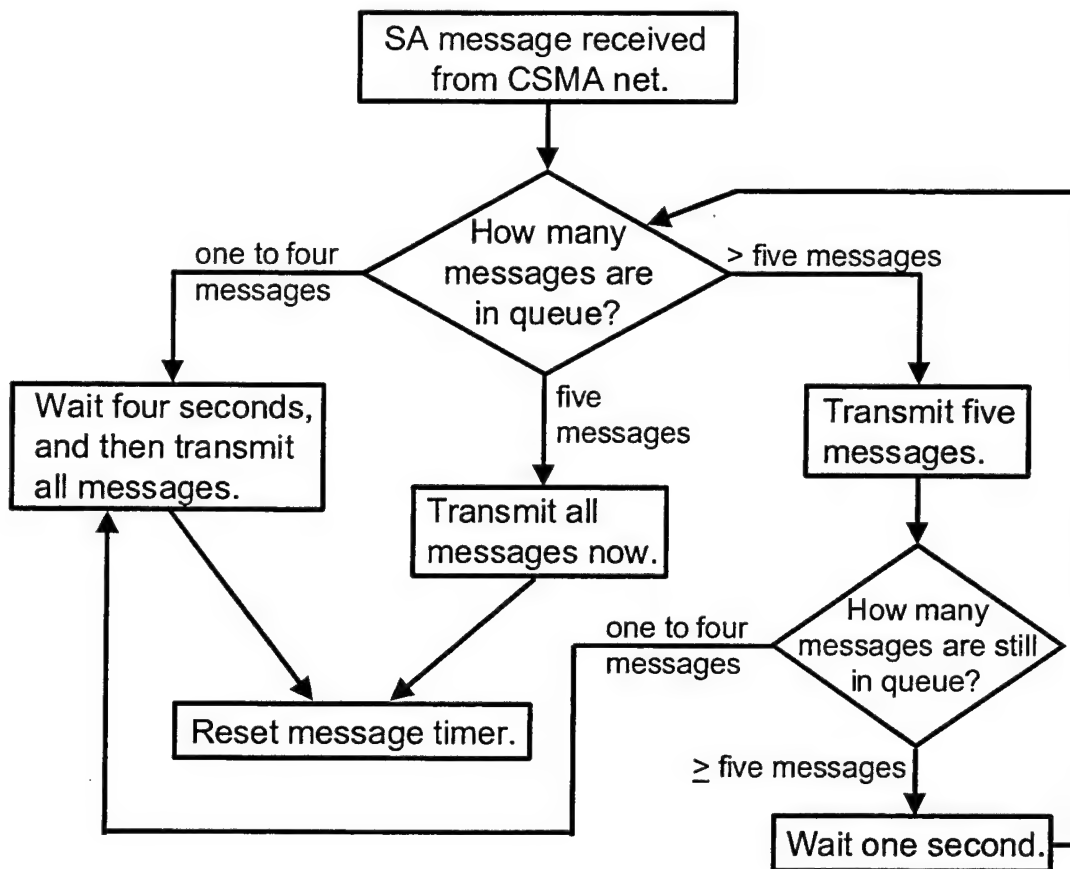 SA message received
from CSMA net.
How many
messages are
in queue?
one to four
messages
> five messages
five
messages
Wait four seconds,
and then transmit
all messages.
Transmit all
messages now.
Transmit five
messages.
How many
messages are still
in queue?
one to four
messages
≥ five messages
Reset message timer.
Wait one second.